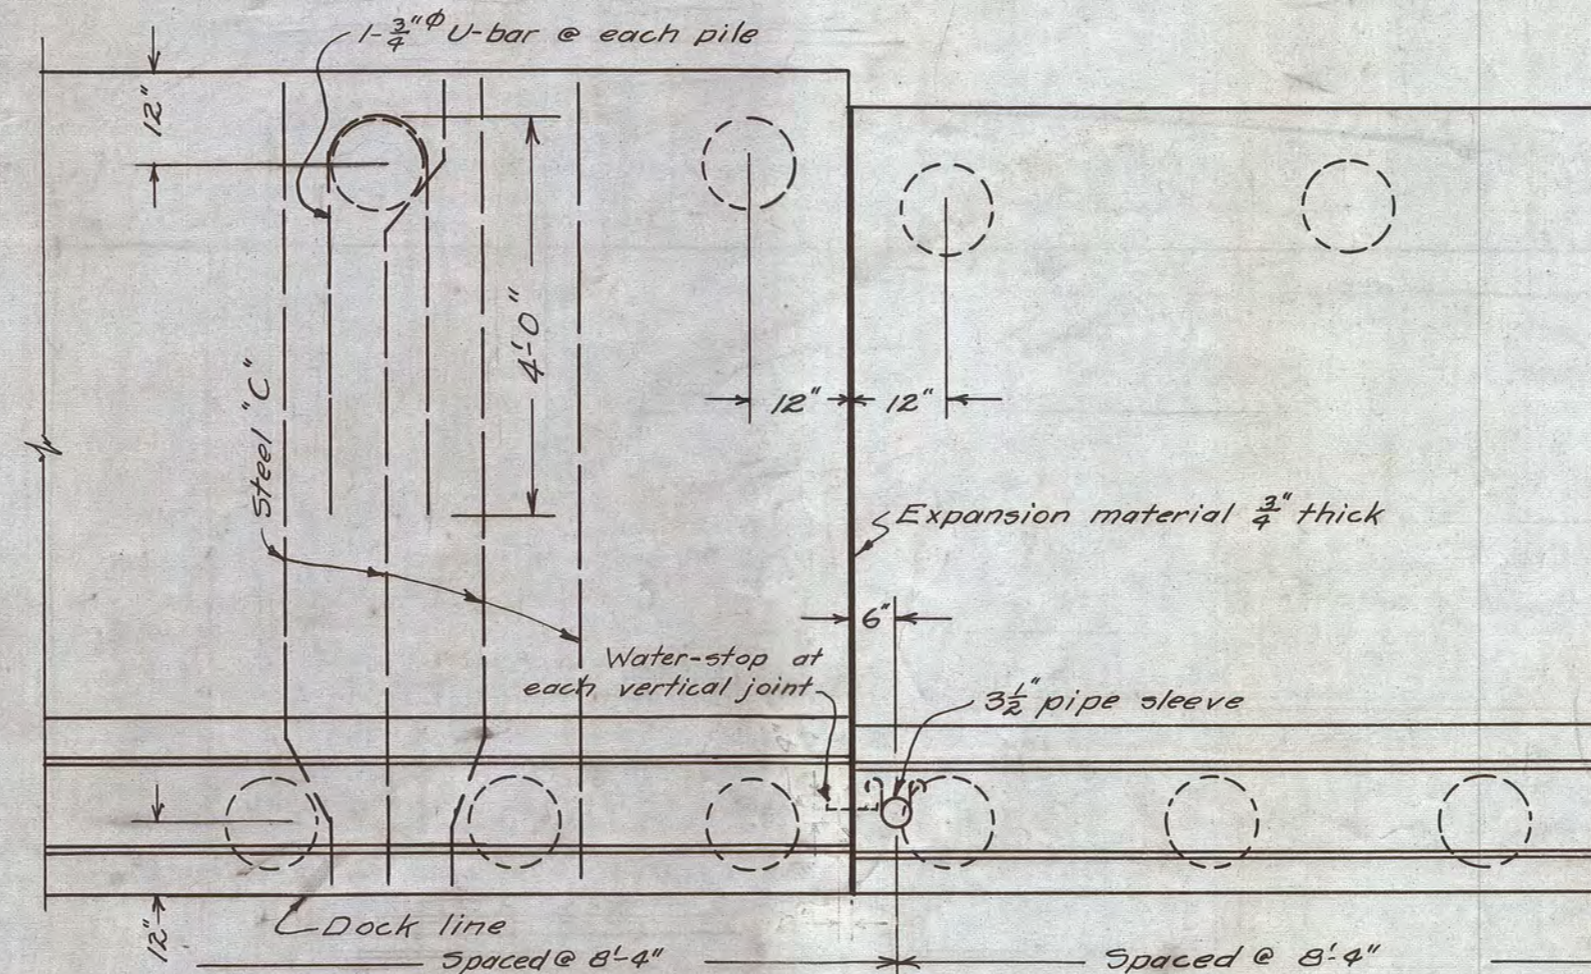 1-3/4"φ U-bar @ each pile
12"
4'-0"
Steel "C"
12"
12"
Expansion material 3/4" thick
6"
Water-stop at
each vertical joint
3 1/2" pipe sleeve
12"
Dock line
Spaced @ 8'-4"
Spaced @ 8'-4"